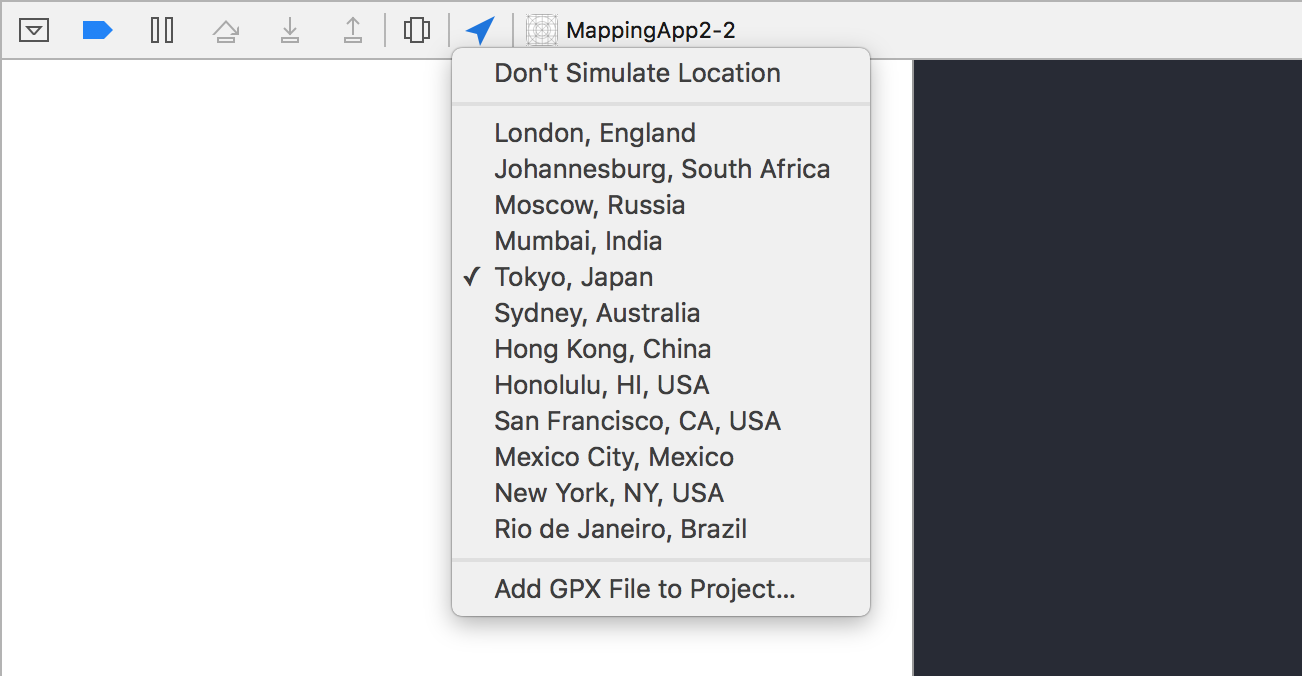 MappingApp2-2
Don't Simulate Location
London, England
Johannesburg, South Africa
Moscow, Russia
Mumbai, India
✓ Tokyo, Japan
Sydney, Australia
Hong Kong, China
Honolulu, HI, USA
San Francisco, CA, USA
Mexico City, Mexico
New York, NY, USA
Rio de Janeiro, Brazil
Add GPX File to Project...